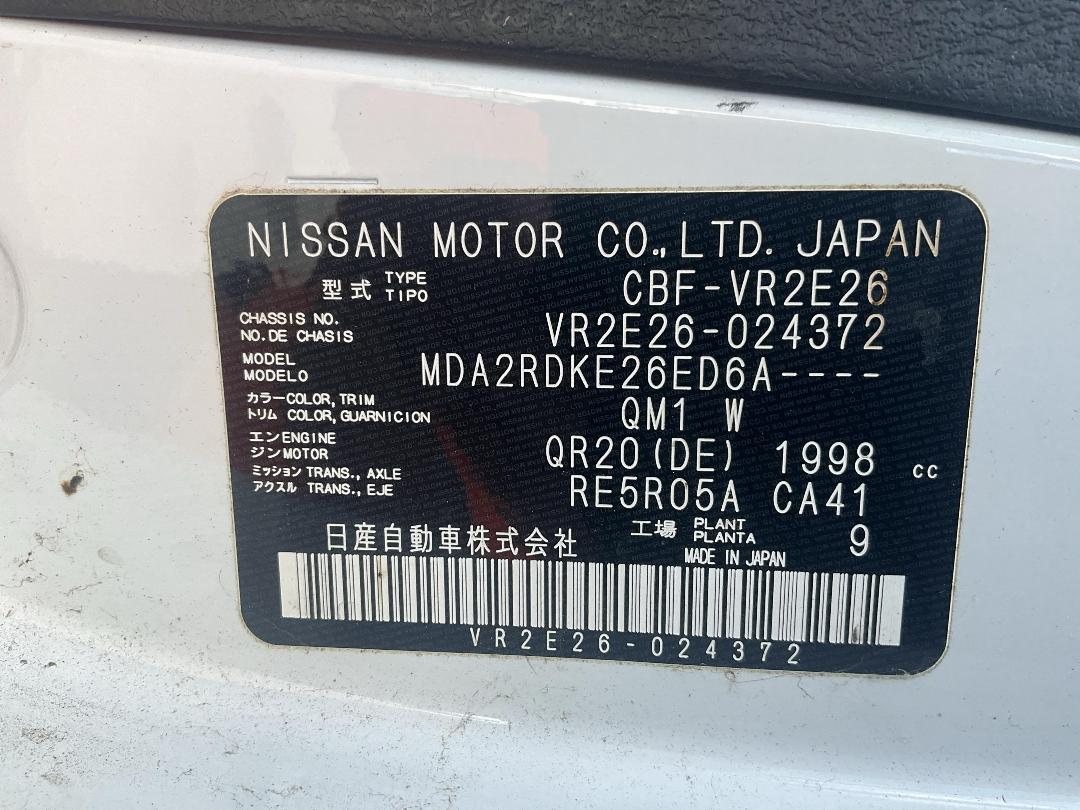 NISSAN MOTOR CO.,LTD. JAPAN
型式 TYPE TIPO CBF-VR2E26
CHASSIS NO. NO.DE CHASIS VR2E26-024372
MODEL MODELO MDA2RDKE26ED6A----
カラー COLOR, TRIM トリム COLOR, GUARNICION QM1 W
エンジン ENGINE MOTOR QR20(DE) 1998 cc
ミッション TRANS., AXLE アクスル TRANS., EJE RE5R05A CA41
日産自動車株式会社 工場 PLANT PLANTA 9
MADE IN JAPAN
VR2E26-024372